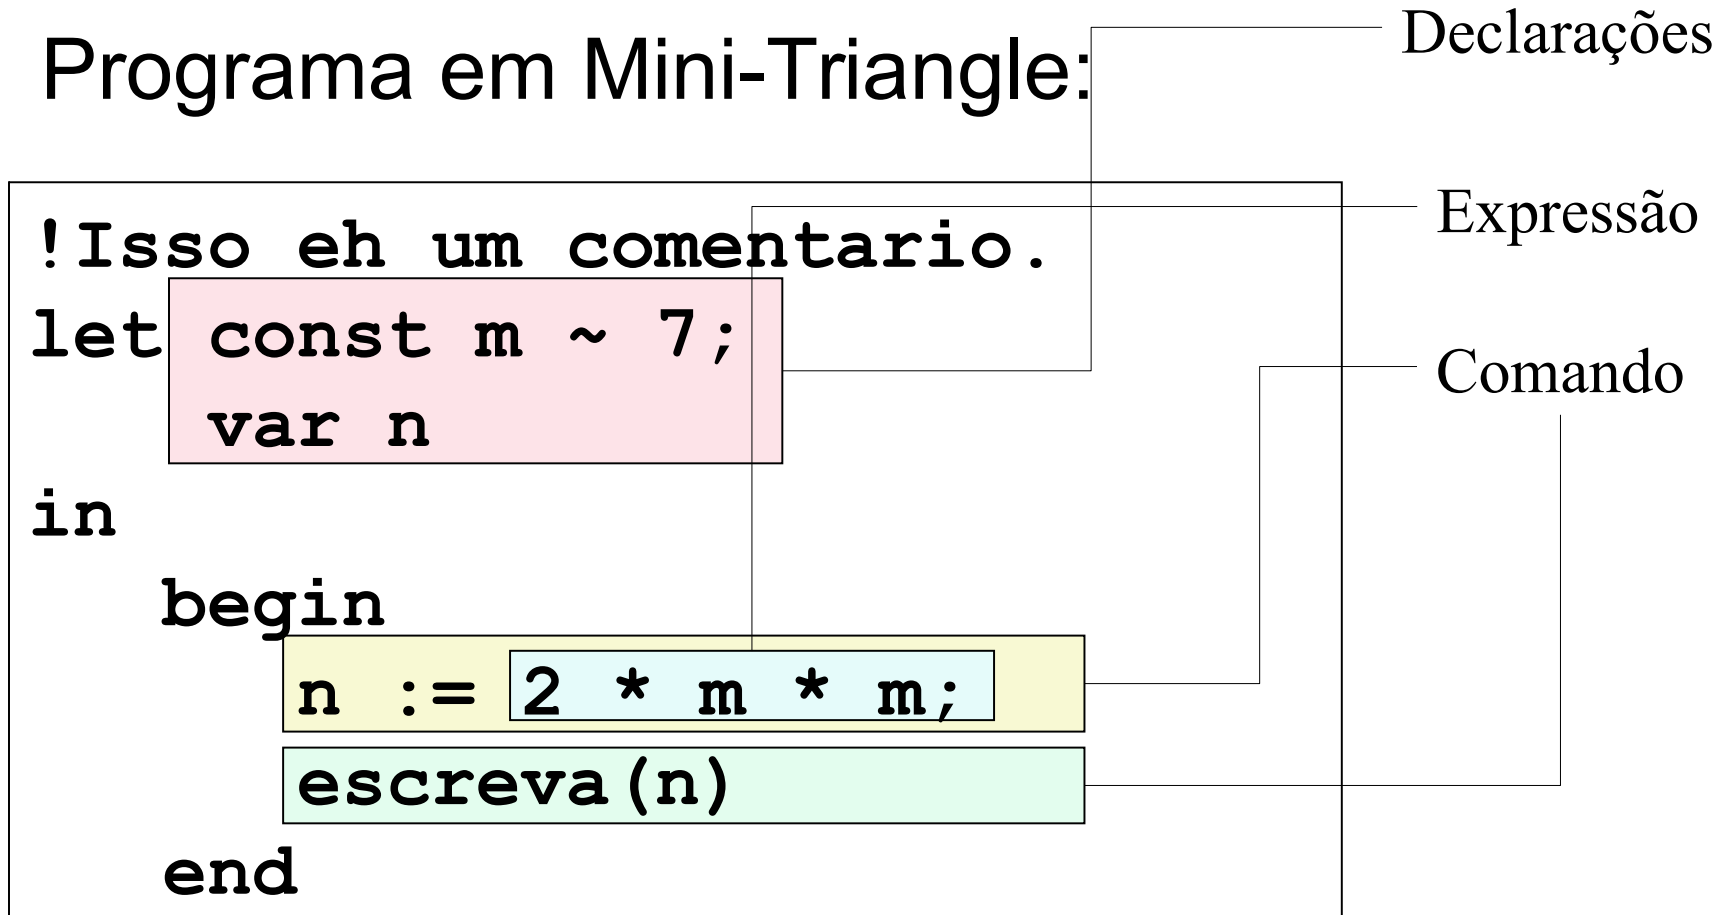 Programa em Mini-Triangle:
Declarações
Expressão
Comando
!Isso eh um comentario.
let const m ~ 7;
var n
in
begin
n := 2 * m * m;
escreva(n)
end